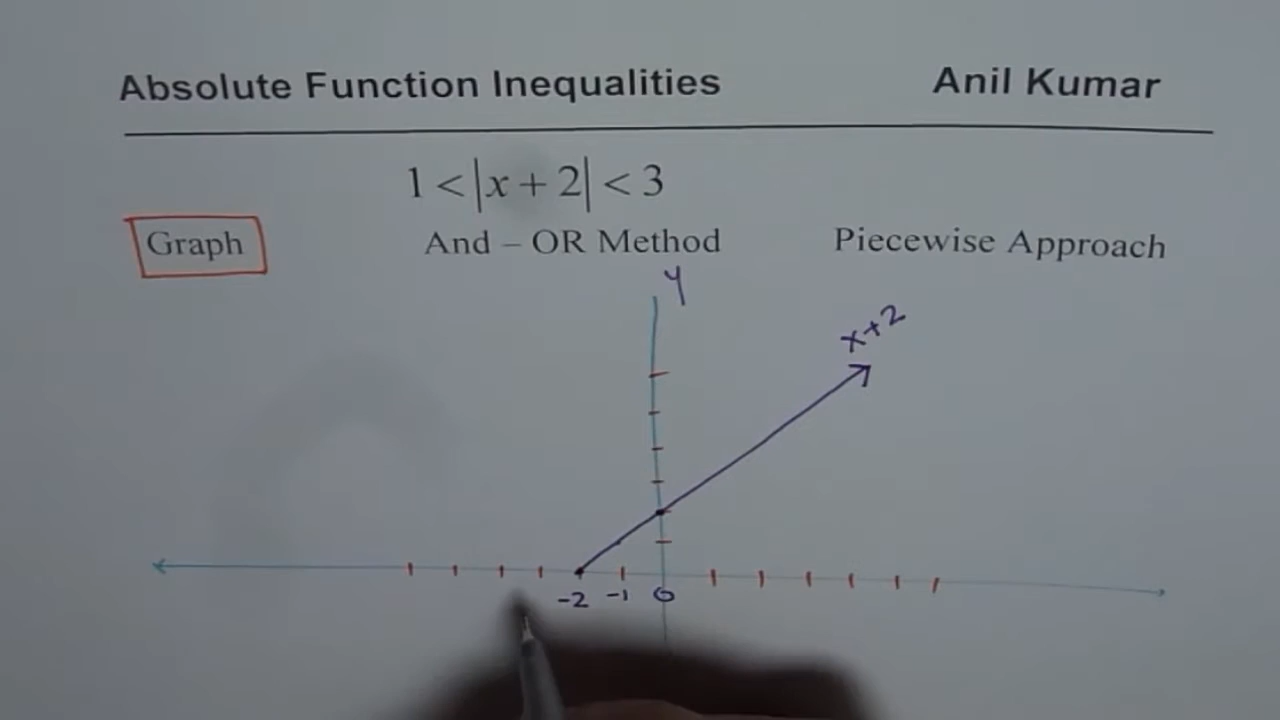 Absolute Function Inequalities Anil Kumar
1 < |x + 2| < 3
Graph And – OR Method Piecewise Approach
y
x+2
-2 -1 0